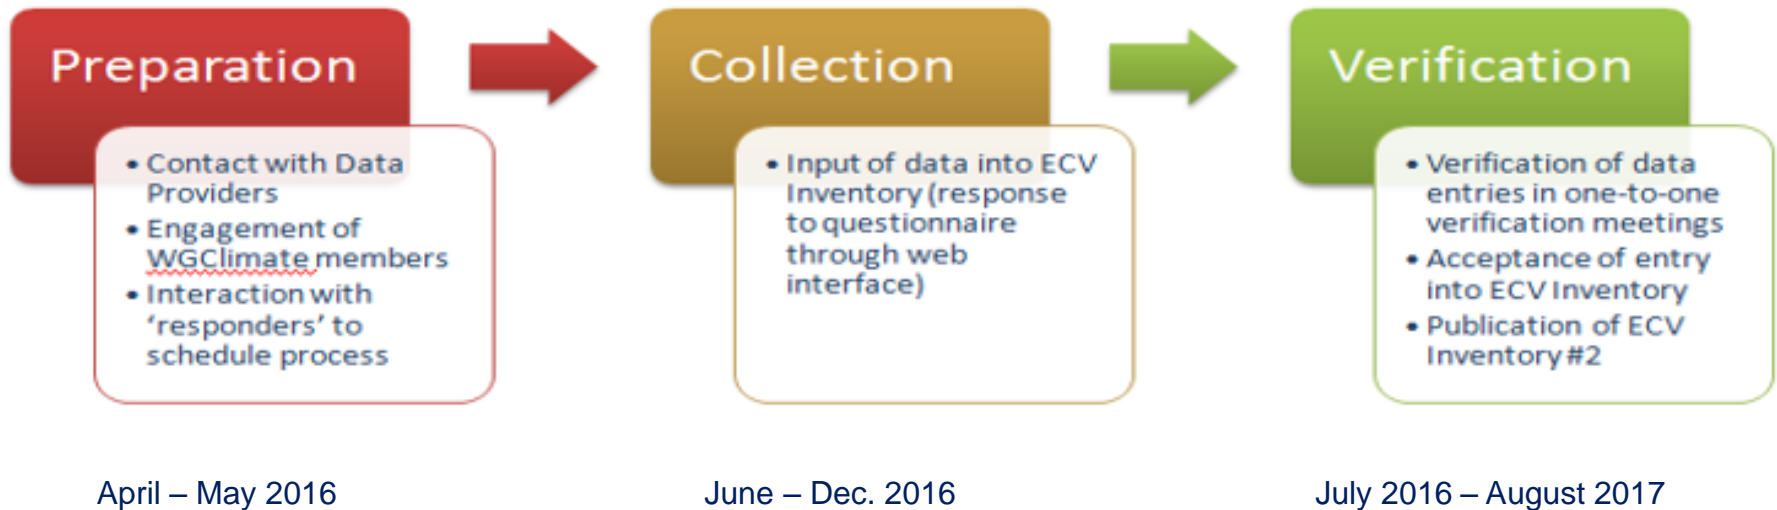 Preparation
• Contact with Data
Providers
• Engagement of
WGClimate members
• Interaction with
‘responders’ to
schedule process
April – May 2016
Collection
• Input of data into ECV
Inventory (response
to questionnaire
through web
interface)
June – Dec. 2016
Verification
• Verification of data
entries in one-to-one
verification meetings
• Acceptance of entry
into ECV Inventory
• Publication of ECV
Inventory #2
July 2016 – August 2017